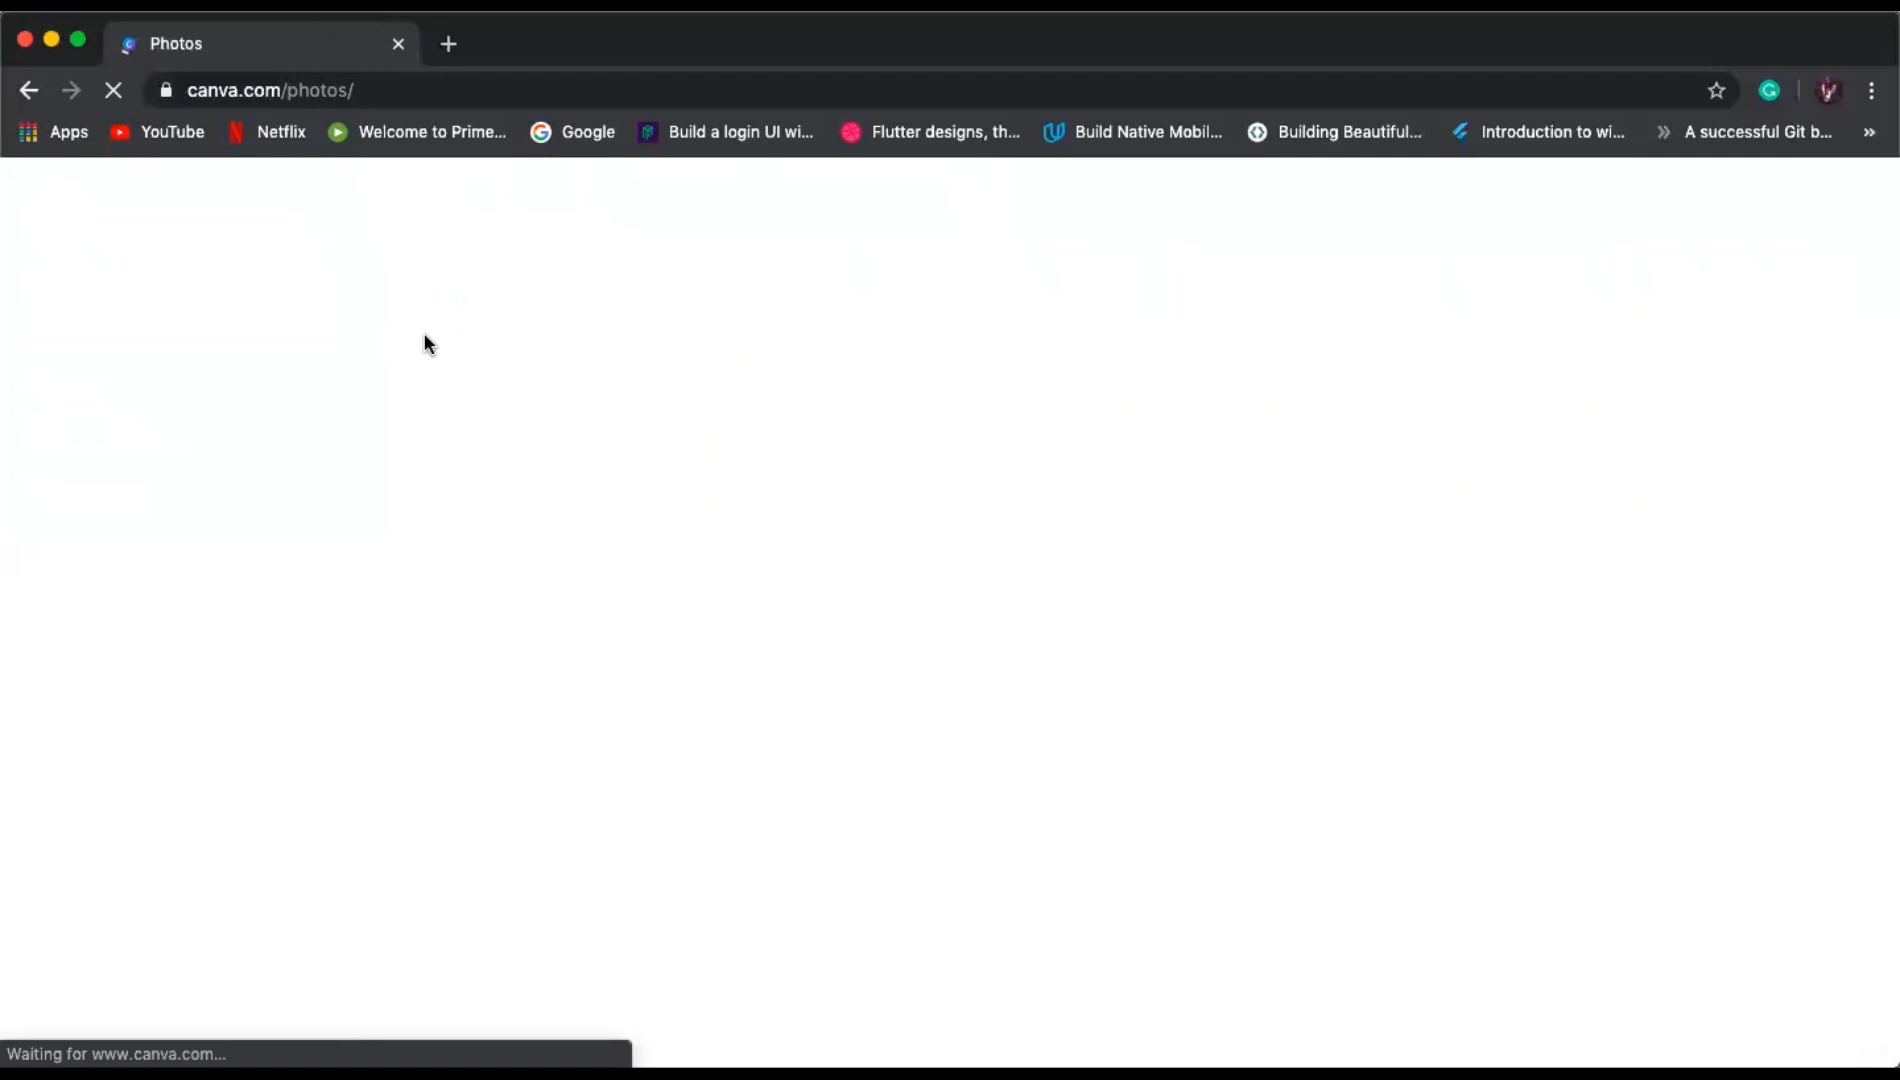 Photos
canva.com/photos/
Apps YouTube Netflix Welcome to Prime... Google Build a login UI wi... Flutter designs, th... Build Native Mobil... Building Beautiful... Introduction to wi... A successful Git b... »
Waiting for www.canva.com...